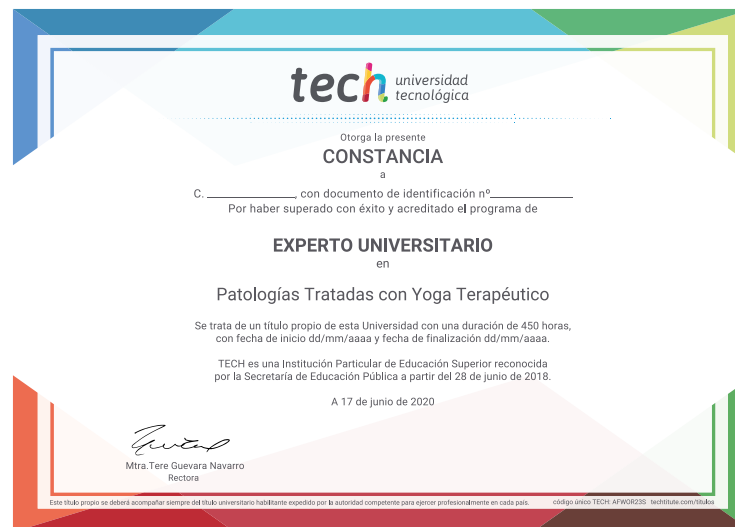 tech universidad
tecnológica
Otorga la presente
CONSTANCIA
a
C. ______________, con documento de identificación nº______________
Por haber superado con éxito y acreditado el programa de
EXPERTO UNIVERSITARIO
en
Patologías Tratadas con Yoga Terapéutico
Se trata de un título propio de esta Universidad con una duración de 450 horas,
con fecha de inicio dd/mm/aaaa y fecha de finalización dd/mm/aaaa.
TECH es una Institución Particular de Educación Superior reconocida
por la Secretaría de Educación Pública a partir del 28 de junio de 2018.
A 17 de junio de 2020
Mtra.Tere Guevara Navarro
Rectora
Este título propio se deberá acompañar siempre del título universitario habilitante expedido por la autoridad competente para ejercer profesionalmente en cada país. código único TECH: AFWOR23S techtitute.com/titulos